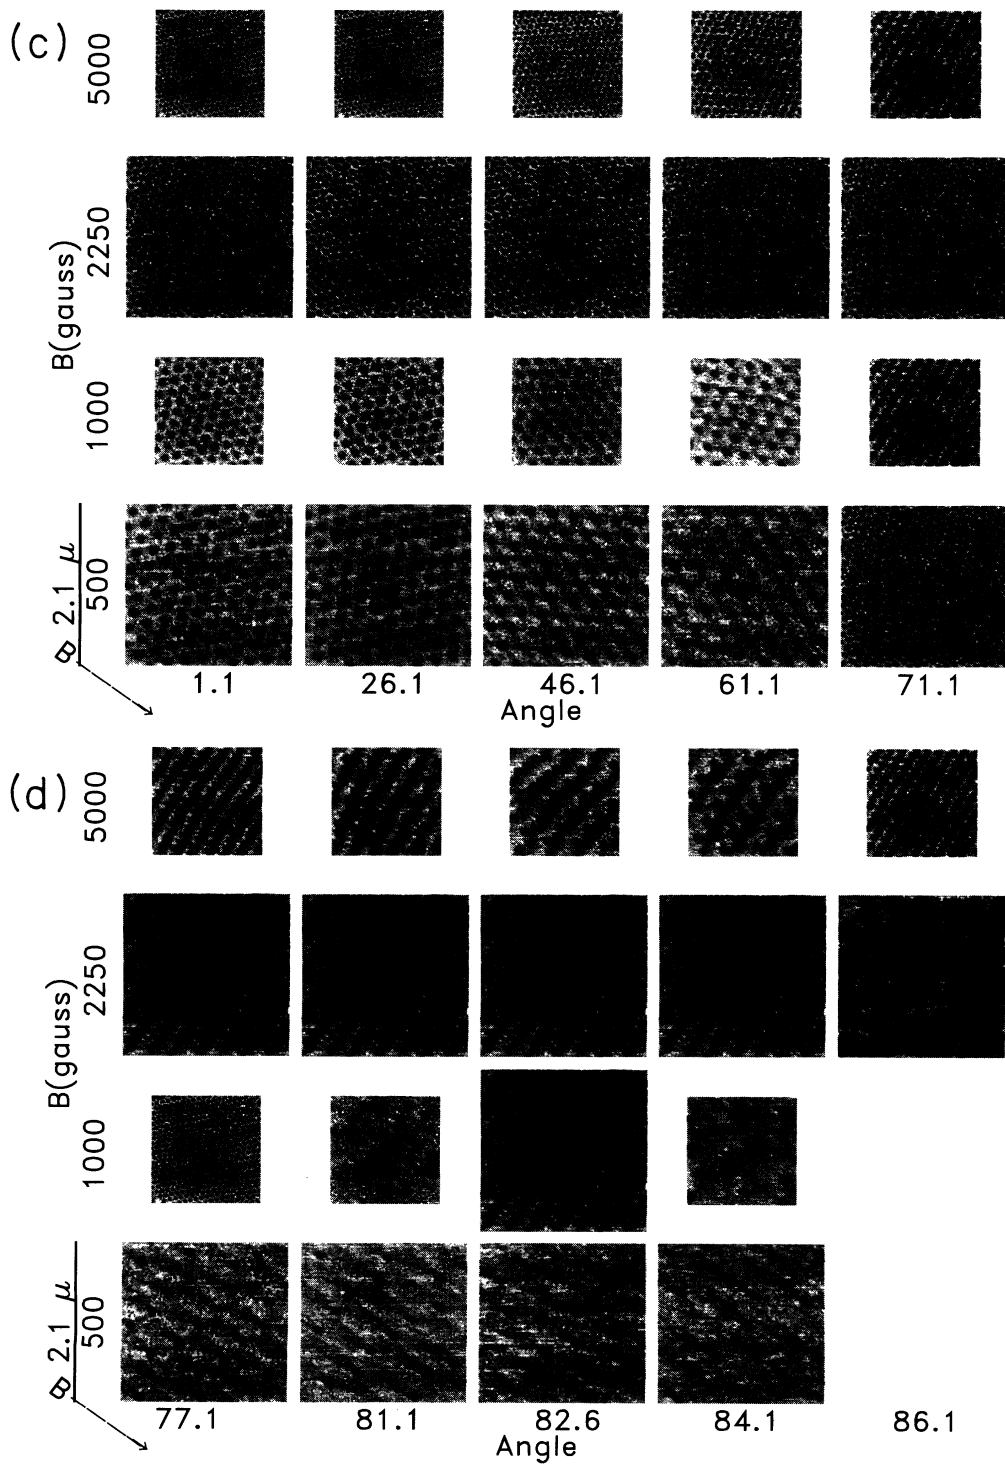 (c)
5000
2250
B(gauss)
1000
500
B 2.1 μ
1.1 26.1 46.1 61.1 71.1
Angle
(d)
5000
2250
B(gauss)
1000
500
B 2.1 μ
77.1 81.1 82.6 84.1 86.1
Angle